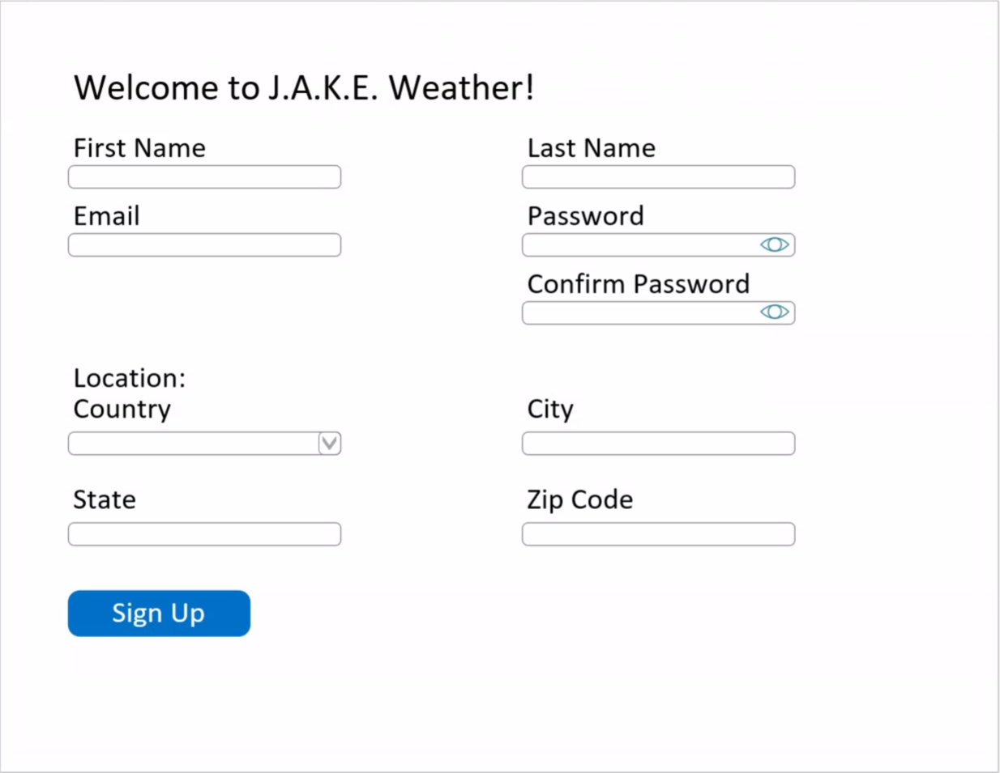 Welcome to J.A.K.E. Weather!
First Name
Last Name
Email
Password
Confirm Password
Location:
Country
City
State
Zip Code
Sign Up